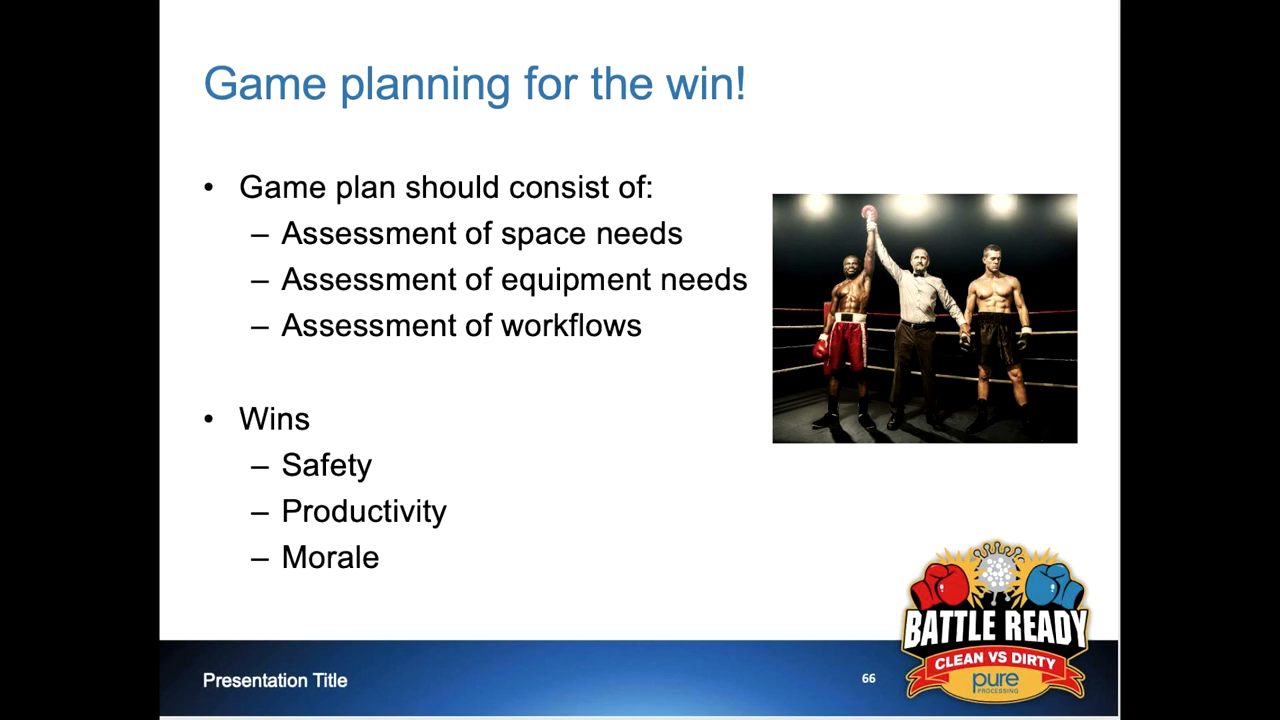 Game planning for the win!
• Game plan should consist of:
– Assessment of space needs
– Assessment of equipment needs
– Assessment of workflows
• Wins
– Safety
– Productivity
– Morale
BATTLE READY
CLEAN VS DIRTY
pure
PROCESSING
Presentation Title
66